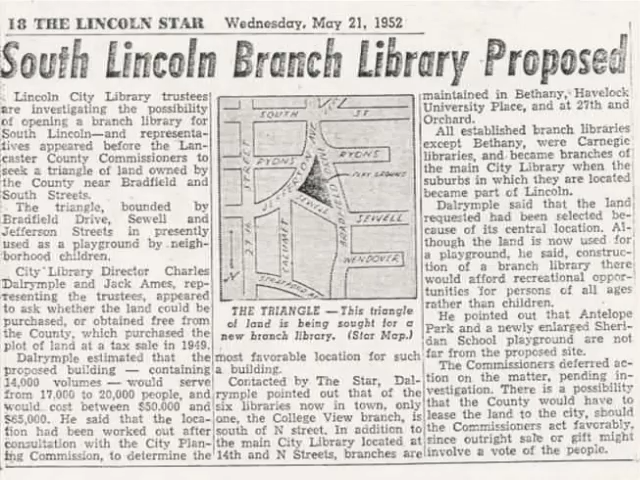 18 THE LINCOLN STAR Wednesday, May 21, 1952
South Lincoln Branch Library Proposed
Lincoln City Library trustees
are investigating the possibility
of opening a branch library for
South Lincoln—and representa-
tives appeared before the Lan-
caster County Commissioners to
seek a triangle of land owned by
the County near Bradfield and
South Streets.
The triangle, bounded by
Bradfield Drive, Sewell and
Jefferson Streets in presently
used as a playground by neigh-
borhood children.
City Library Director Charles
Dalrymple and Jack Ames, rep-
resenting the trustees, appeared
to ask whether the land could be
purchased, or obtained free from
the County, which purchased the
plot of land at a tax sale in 1949.
Dalrymple estimated that the
proposed building — containing
14,000 volumes — would serve
from 17,000 to 20,000 people, and
would cost between $50,000 and
$65,000. He said that the loca-
tion had been worked out after
consultation with the City Plan-
ing Commission, to determine the
SOUTH ST
STREET
RYONS
RYONS
JEFFERSON AVE
PLAY GROUND
SEWELL
SEWELL
BRADFIELD DRIVE
27th
CALUMET
WENDOVER
STRATFORD AV
N
THE TRIANGLE —This triangle
of land is being sought for a
new branch library. (Star Map.)
most favorable location for such
a building.
Contacted by The Star, Dal-
rymple pointed out that of the
six libraries now in town, only
one, the College View branch, is
south of N street. In addition to
the main City Library located at
14th and N Streets, branches are
maintained in Bethany, Havelock
University Place, and at 27th and
Orchard.
All established branch libraries
except Bethany, were Carnegie
libraries, and became branches of
the main City Library when the
suburbs in which they are located
became part of Lincoln.
Dalrymple said that the land
requested had been selected be-
cause of its central location. Al-
though the land is now used for
a playground, he said, construc-
tion of a branch library there
would afford recreational oppor-
tunities for persons of all ages
rather than children.
He pointed out that Antelope
Park and a newly enlarged Sheri-
dan School playground are not
far from the proposed site.
The Commissioners deferred ac-
tion on the matter, pending in-
vestigation. There is a possibility
that the County would have to
lease the land to the city, should
the Commissioners act favorably,
since outright sale or gift might
involve a vote of the people.